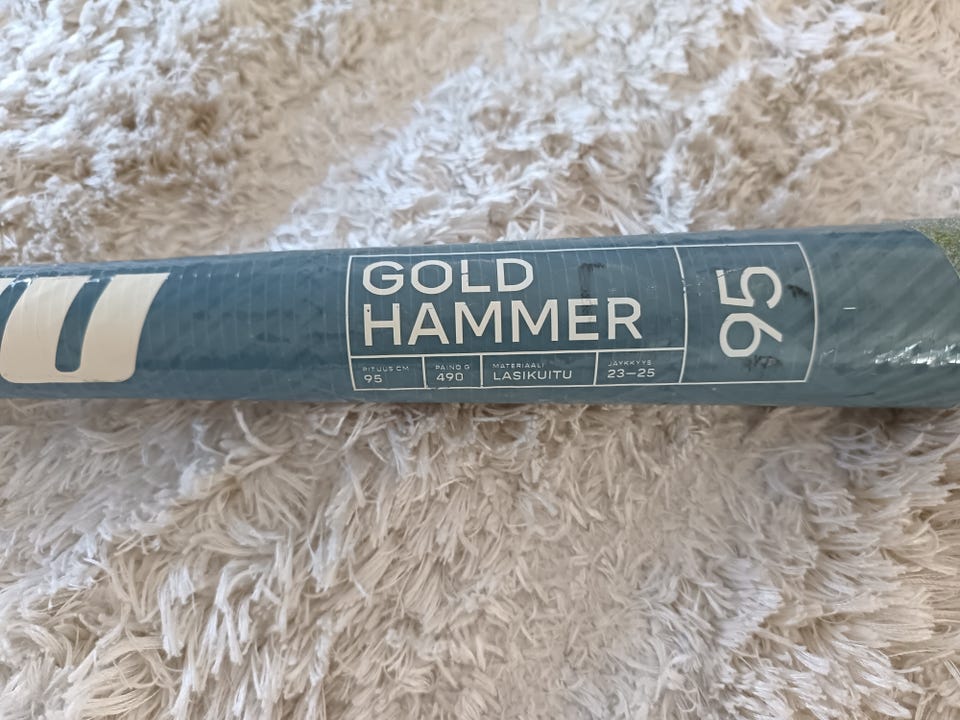 GOLD
HAMMER
95
PITUUS CM
95
PAINO G
490
MATERIAALI
LASIKUITU
JÄYKKYYS
23–25